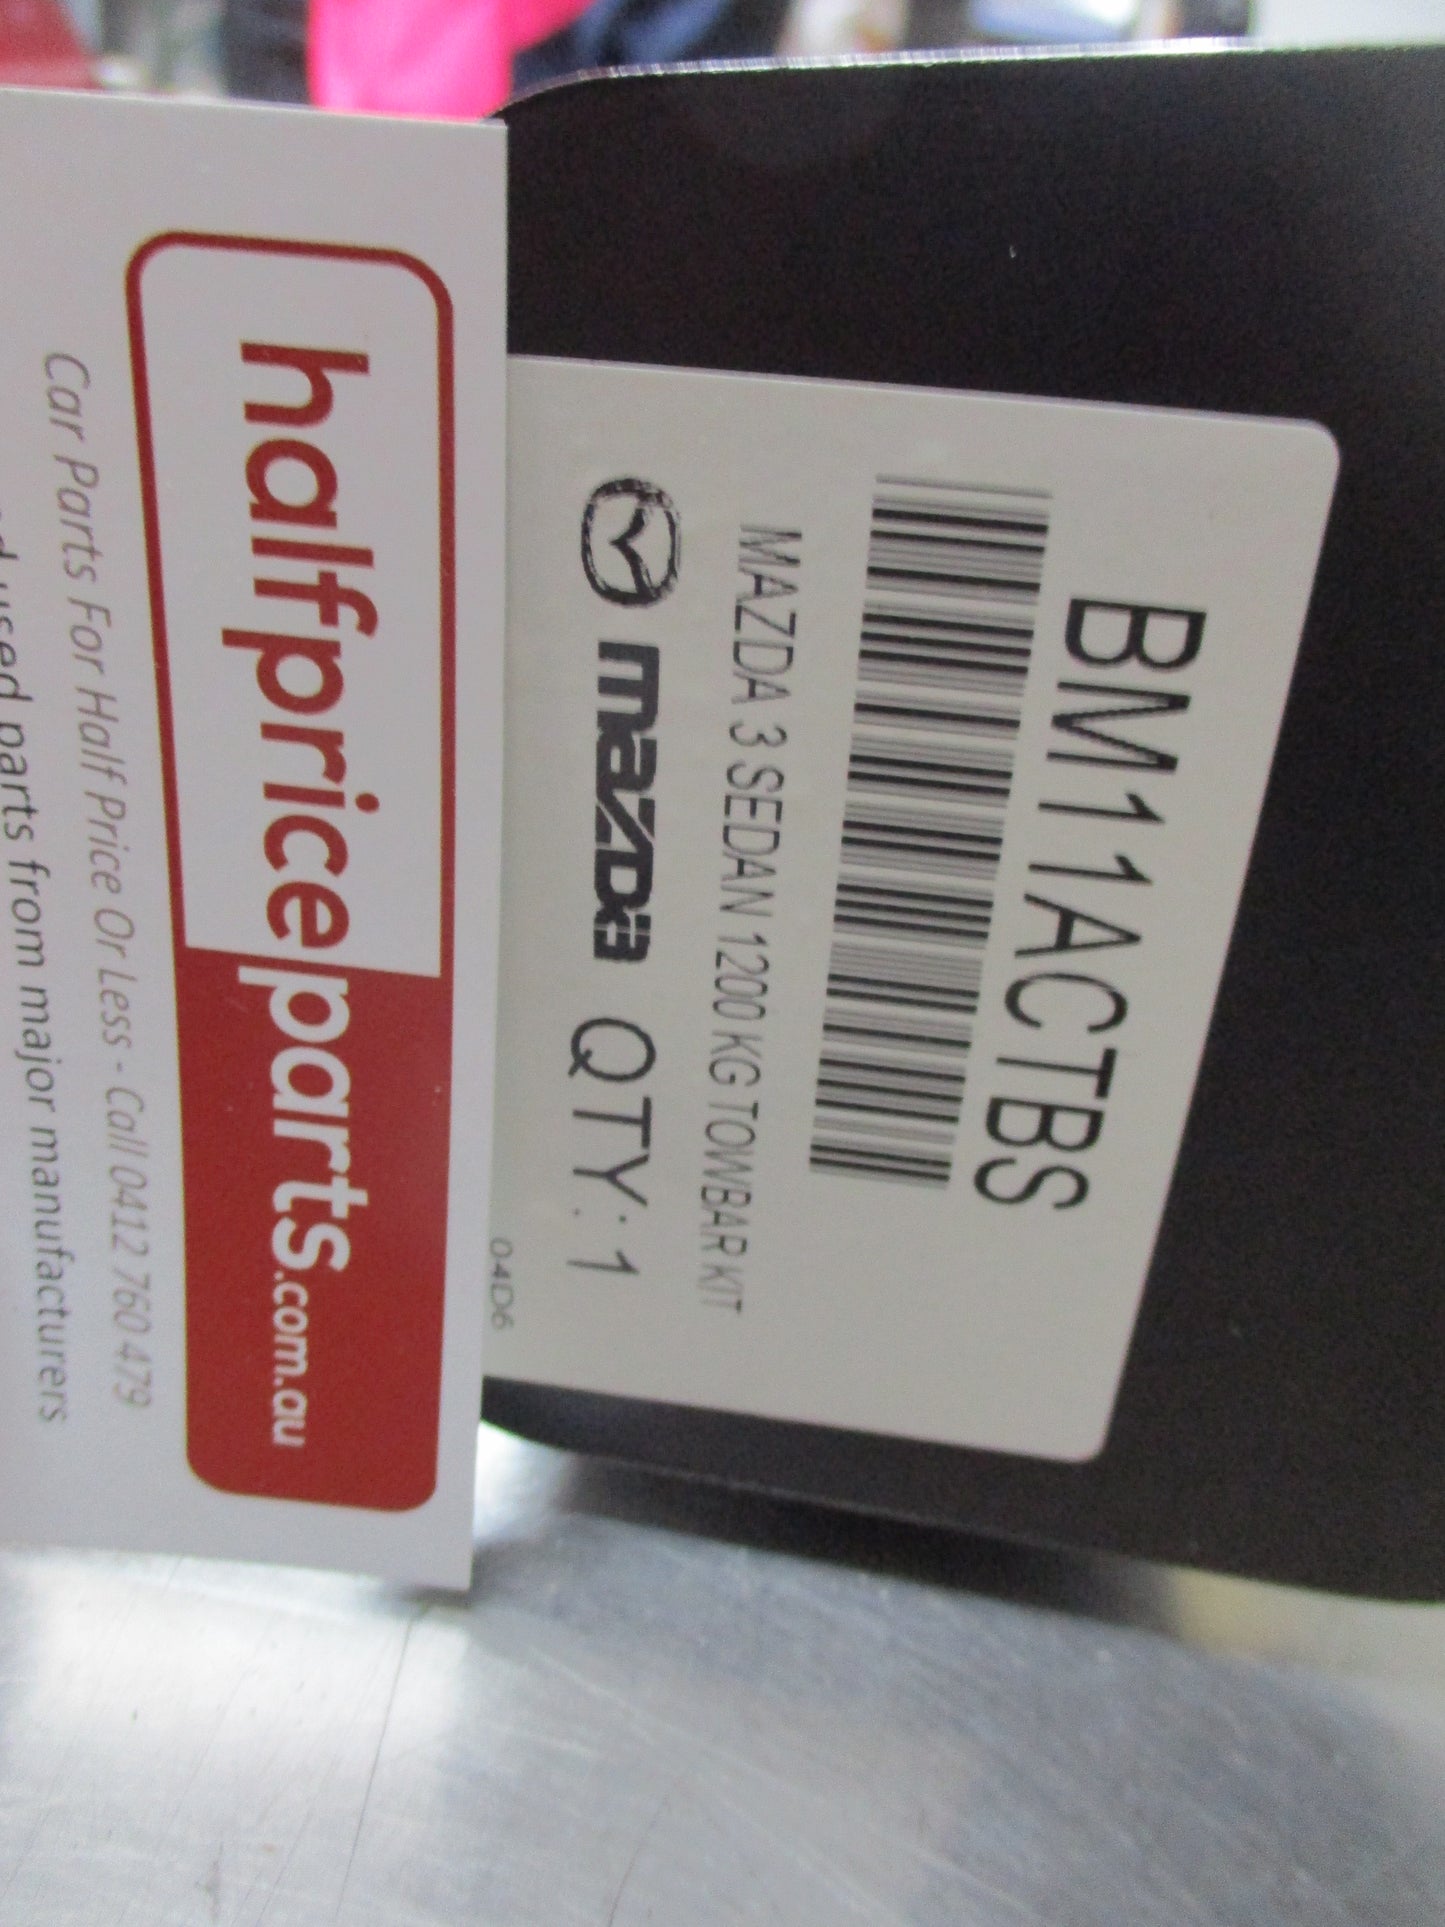 BM11ACTBS
MAZDA 3 SEDAN 1200 KG TOWBAR KIT
mazda QTY: 1
04D6
halfpriceparts.com.au
Car Parts For Half Price Or Less - Call 0412 760 479
used parts from major manufacturers